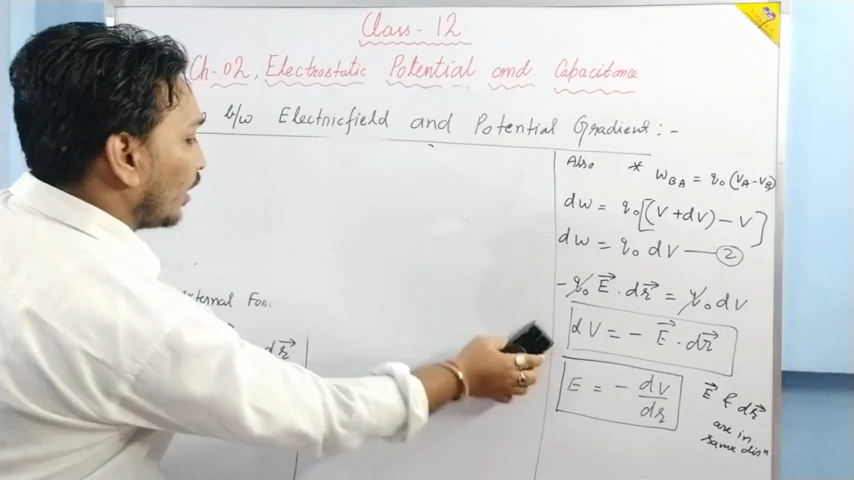 Class-12
Ch-02, Electrostatic Potential and Capacitance
b/w Electricfield and Potential Gradient:-
Also * W_BA = q₀(V_A-V_B)
dw = q₀[(V+dV)-V]
dw = q₀ dV — ②
-q₀ E⃗ . dr⃗ = q₀ dV
dV = - E⃗ . dr⃗
E = - dv/dr
E⃗ & dr⃗
are in
same dirⁿ
External For
dr⃗